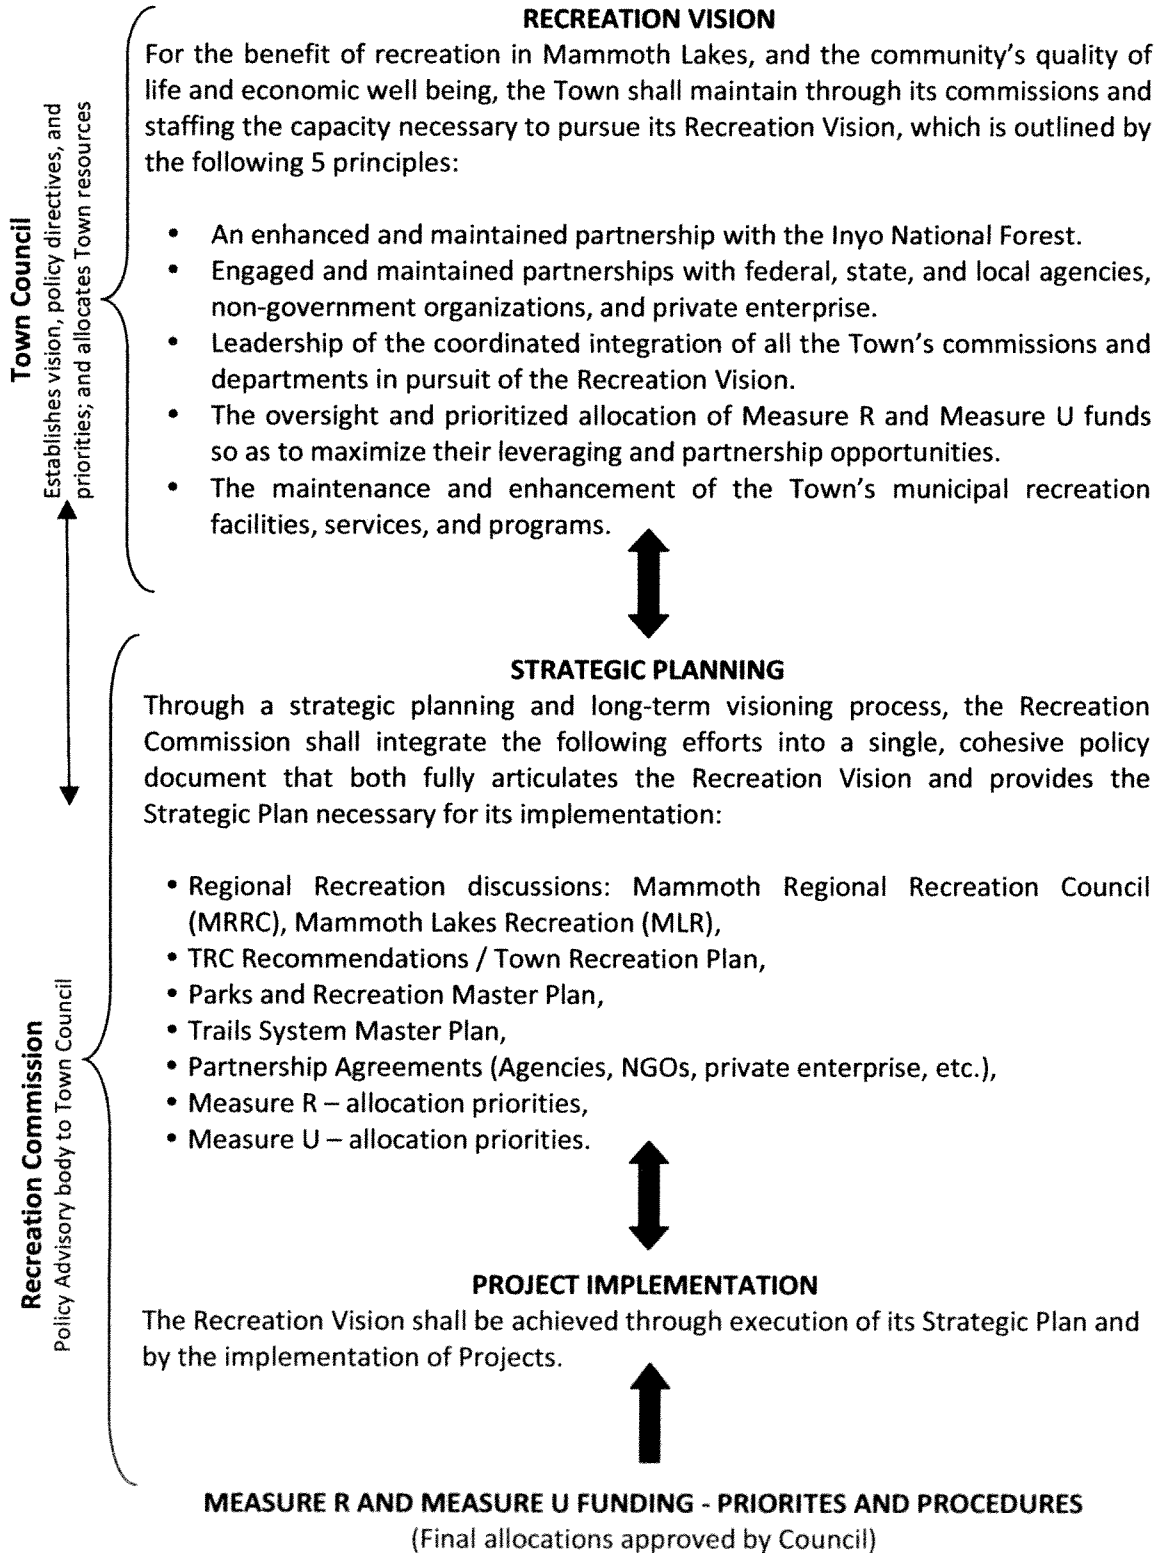 RECREATION VISION
For the benefit of recreation in Mammoth Lakes, and the community's quality of
life and economic well being, the Town shall maintain through its commissions and
staffing the capacity necessary to pursue its Recreation Vision, which is outlined by
the following 5 principles:
• An enhanced and maintained partnership with the Inyo National Forest.
• Engaged and maintained partnerships with federal, state, and local agencies,
non-government organizations, and private enterprise.
• Leadership of the coordinated integration of all the Town's commissions and
departments in pursuit of the Recreation Vision.
• The oversight and prioritized allocation of Measure R and Measure U funds
so as to maximize their leveraging and partnership opportunities.
• The maintenance and enhancement of the Town's municipal recreation
facilities, services, and programs.
Town Council
Establishes vision, policy directives, and
priorities; and allocates Town resources
STRATEGIC PLANNING
Through a strategic planning and long-term visioning process, the Recreation
Commission shall integrate the following efforts into a single, cohesive policy
document that both fully articulates the Recreation Vision and provides the
Strategic Plan necessary for its implementation:
• Regional Recreation discussions: Mammoth Regional Recreation Council
(MRRC), Mammoth Lakes Recreation (MLR),
• TRC Recommendations / Town Recreation Plan,
• Parks and Recreation Master Plan,
• Trails System Master Plan,
• Partnership Agreements (Agencies, NGOs, private enterprise, etc.),
• Measure R – allocation priorities,
• Measure U – allocation priorities.
Recreation Commission
Policy Advisory body to Town Council
PROJECT IMPLEMENTATION
The Recreation Vision shall be achieved through execution of its Strategic Plan and
by the implementation of Projects.
MEASURE R AND MEASURE U FUNDING - PRIORITES AND PROCEDURES
(Final allocations approved by Council)